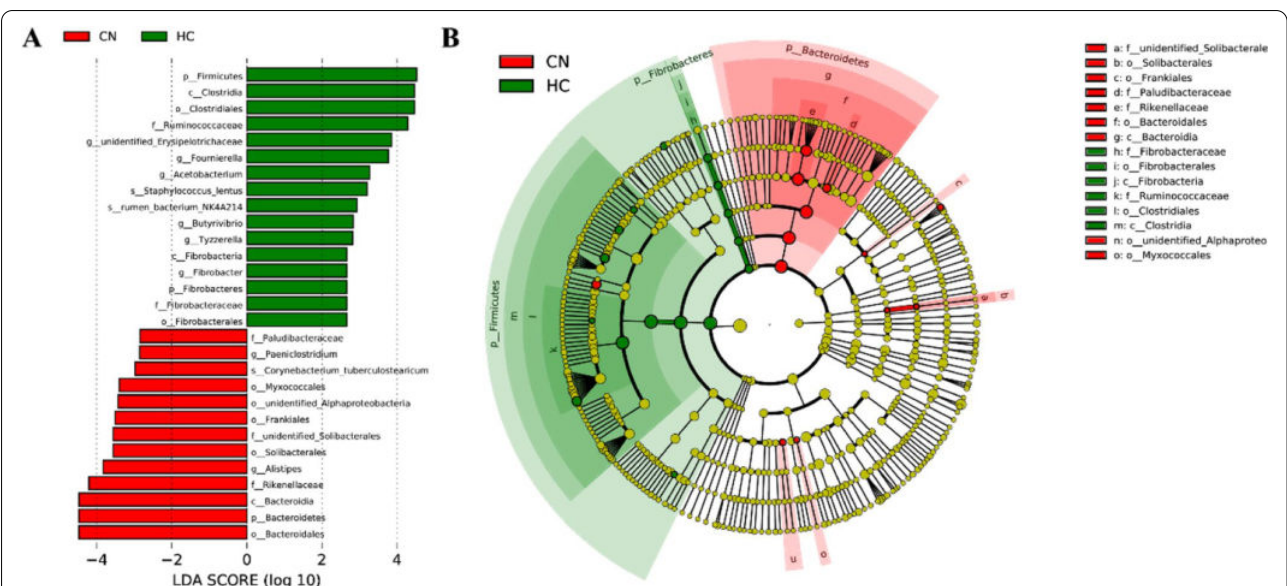 A
CN
HC
p__Firmicutes
c__Clostridia
o__Clostridiales
f__Ruminococcaceae
g__unidentified_Erysipelotrichaceae
g__Fournierella
g__Acetobacterium
s__Staphylococcus_lentus
s__rumen_bacterium_NK4A214
g__Butyrivibrio
g__Tyzzerella
c__Fibrobacteria
g__Fibrobacter
p__Fibrobacteres
f__Fibrobacteraceae
o__Fibrobacterales
f__Paludibacteraceae
g__Paeniclostridium
s__Corynebacterium_tuberculostearicum
o__Myxococcales
o__unidentified_Alphaproteobacteria
o__Frankiales
f__unidentified_Solibacterales
o__Solibacterales
g__Alistipes
f__Rikenellaceae
c__Bacteroidia
p__Bacteroidetes
o__Bacteroidales
−4 −2 0 2 4
LDA SCORE (log 10)
B
CN
HC
p__Firmicutes
p__Fibrobacteres
p__Bacteroidetes
m
l
k
j
i
h
g
f
e
d
c
b
a
o
n
a: f__unidentified_Solibacterale
b: o__Solibacterales
c: o__Frankiales
d: f__Paludibacteraceae
e: f__Rikenellaceae
f: o__Bacteroidales
g: c__Bacteroidia
h: f__Fibrobacteraceae
i: o__Fibrobacterales
j: c__Fibrobacteria
k: f__Ruminococcaceae
l: o__Clostridiales
m: c__Clostridia
n: o__unidentified_Alphaproteo
o: o__Myxococcales